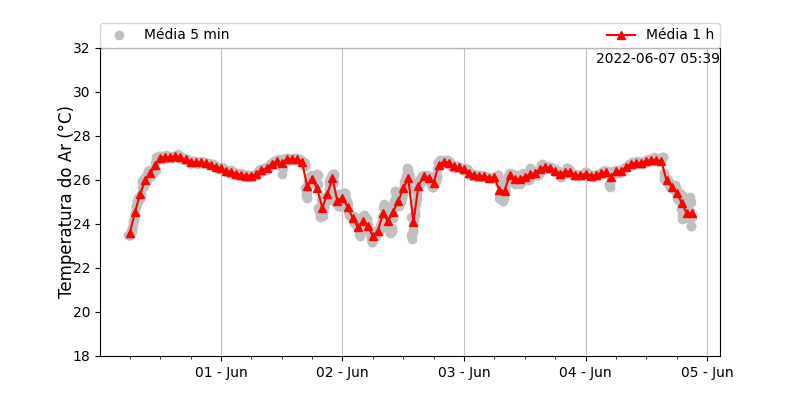 Média 5 min
Média 1 h
2022-06-07 05:39
Temperatura do Ar (°C)
32
30
28
26
24
22
20
18
01 - Jun
02 - Jun
03 - Jun
04 - Jun
05 - Jun